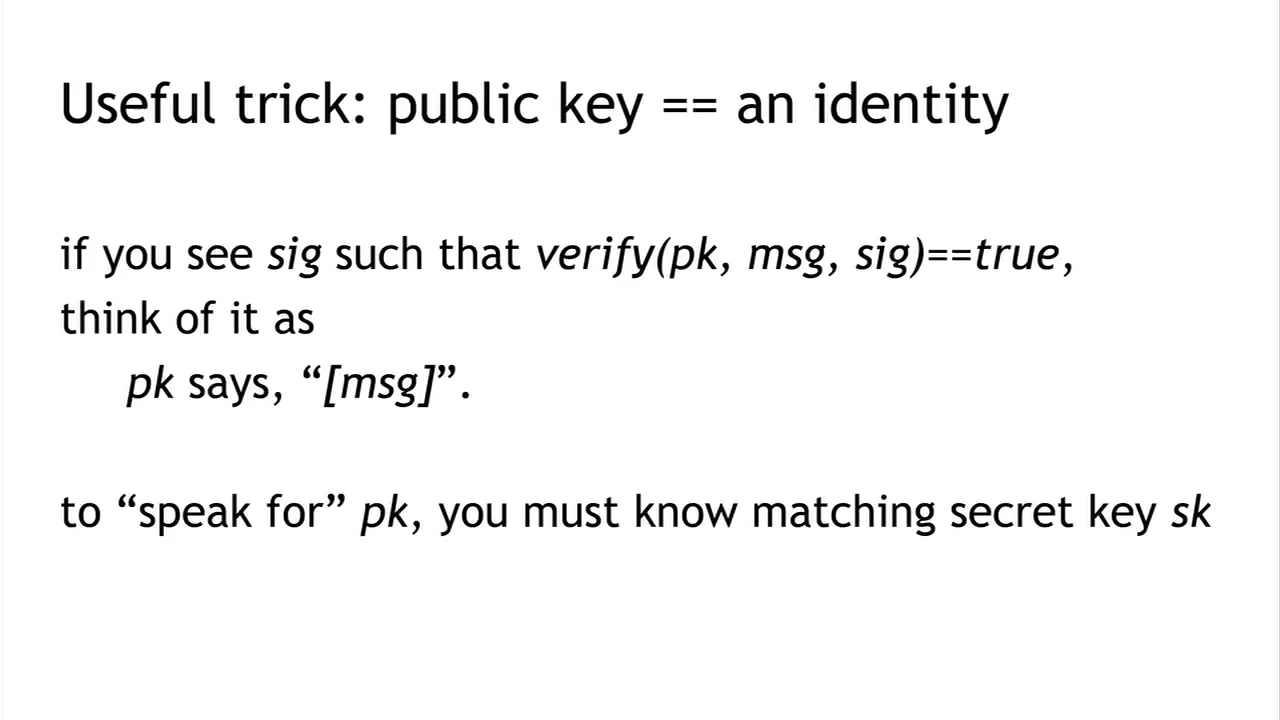 Useful trick: public key == an identity
if you see sig such that verify(pk, msg, sig)==true,
think of it as
pk says, “[msg]”.
to “speak for” pk, you must know matching secret key sk